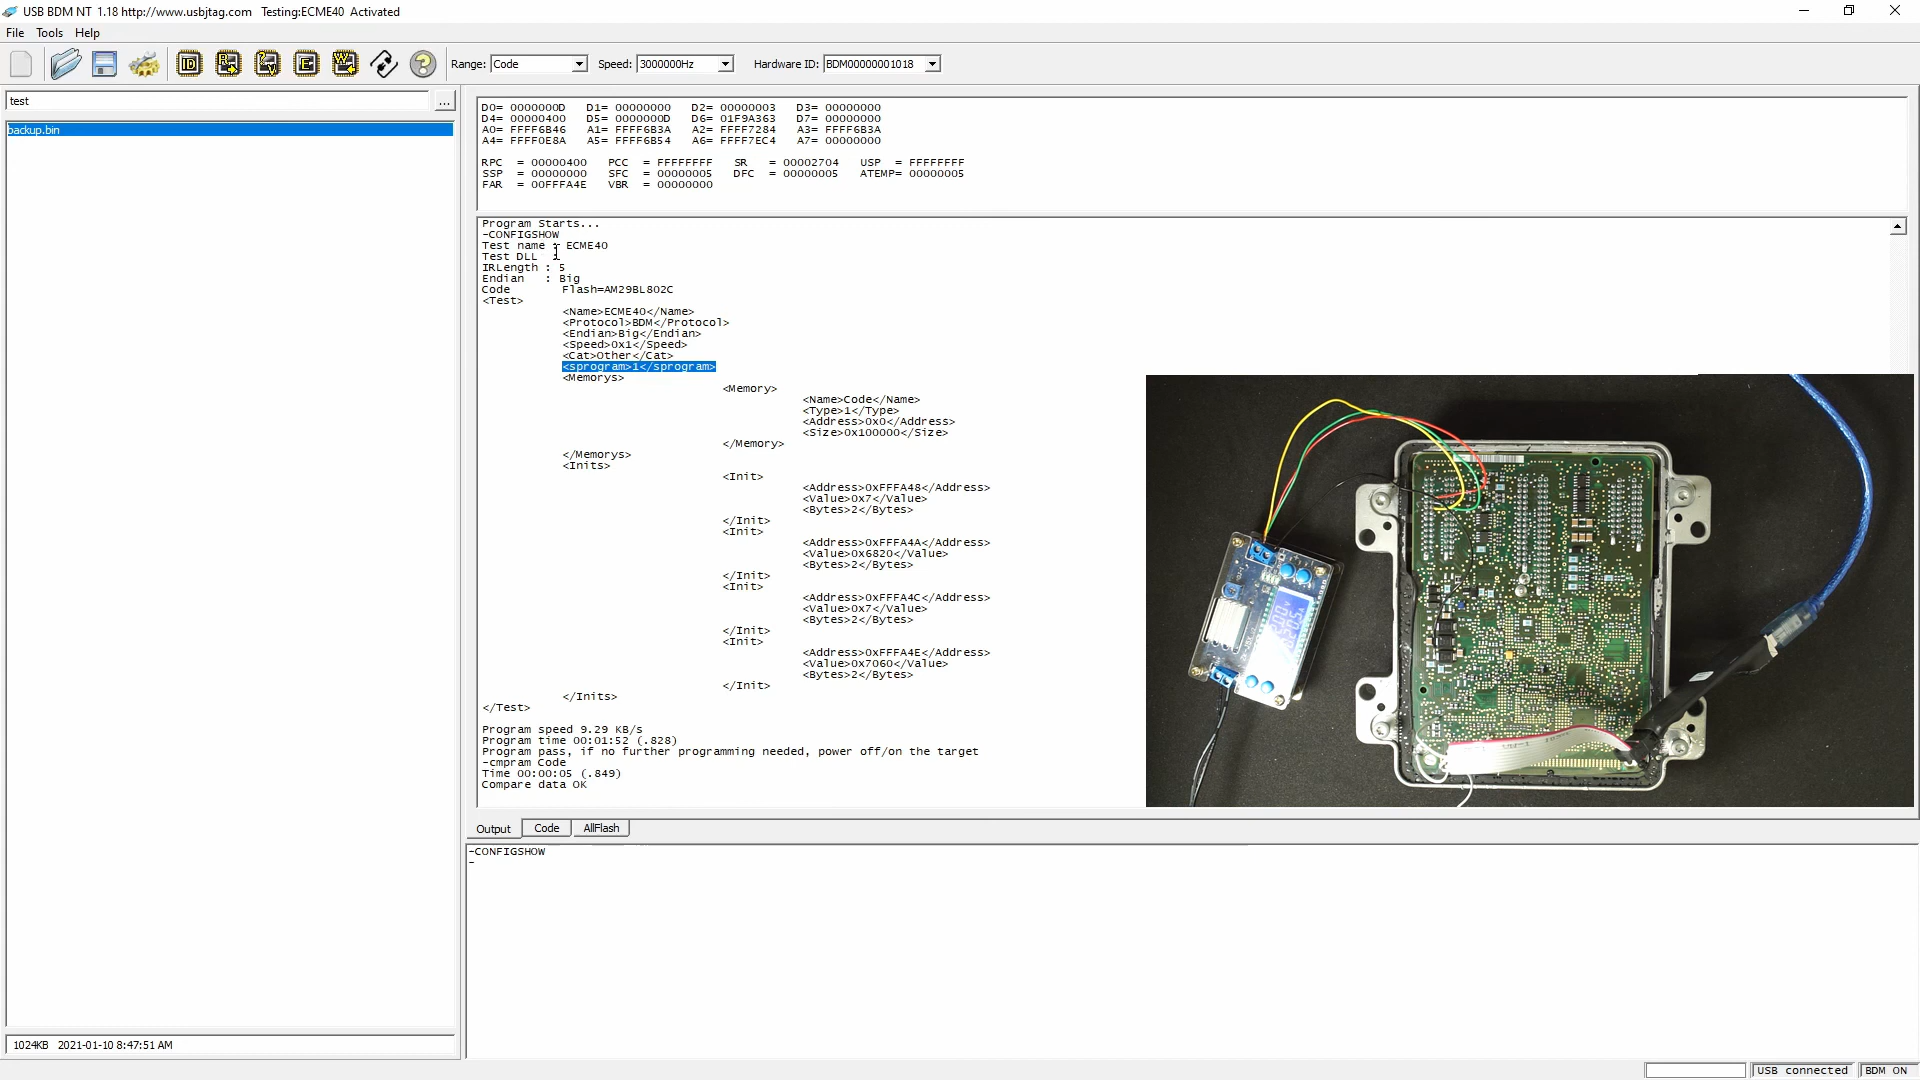 USB BDM NT 1.18 http://www.usbjtag.com Testing:ECME40 Activated
File Tools Help
ID R V E W ? Range: Code Speed: 3000000Hz Hardware ID: BDM00000001018
test ...
backup.bin
D0= 0000000D D1= 00000000 D2= 00000003 D3= 00000000
D4= 00000400 D5= 0000000D D6= 01F9A363 D7= 00000000
A0= FFFF6B46 A1= FFFF6B3A A2= FFFF7284 A3= FFFF6B3A
A4= FFFF0E8A A5= FFFF6B54 A6= FFFF7EC4 A7= 00000000
RPC = 00000400 PCC = FFFFFFFF SR = 00002704 USP = FFFFFFFF
SSP = 00000000 SFC = 00000005 DFC = 00000005 ATEMP= 00000005
FAR = 00FFFA4E VBR = 00000000
Program Starts...
-CONFIGSHOW
Test name : ECME40
Test DLL :
IRLength : 5
Endian : Big
Code Flash=AM29BL802C
<Test>
<Name>ECME40</Name>
<Protocol>BDM</Protocol>
<Endian>Big</Endian>
<Speed>0x1</Speed>
<Cat>Other</Cat>
<sprogram>1</sprogram>
<Memorys>
<Memory>
<Name>Code</Name>
<Type>1</Type>
<Address>0x0</Address>
<Size>0x100000</Size>
</Memory>
</Memorys>
<Inits>
<Init>
<Address>0xFFFA48</Address>
<Value>0x7</Value>
<Bytes>2</Bytes>
</Init>
<Init>
<Address>0xFFFA4A</Address>
<Value>0x6820</Value>
<Bytes>2</Bytes>
</Init>
<Init>
<Address>0xFFFA4C</Address>
<Value>0x7</Value>
<Bytes>2</Bytes>
</Init>
<Init>
<Address>0xFFFA4E</Address>
<Value>0x7060</Value>
<Bytes>2</Bytes>
</Init>
</Inits>
</Test>
Program speed 9.29 KB/s
Program time 00:01:52 (.828)
Program pass, if no further programming needed, power off/on the target
-cmpram Code
Time 00:00:05 (.849)
Compare data OK
Output Code AllFlash
-CONFIGSHOW
-
1024KB 2021-01-10 8:47:51 AM
USB connected BDM ON